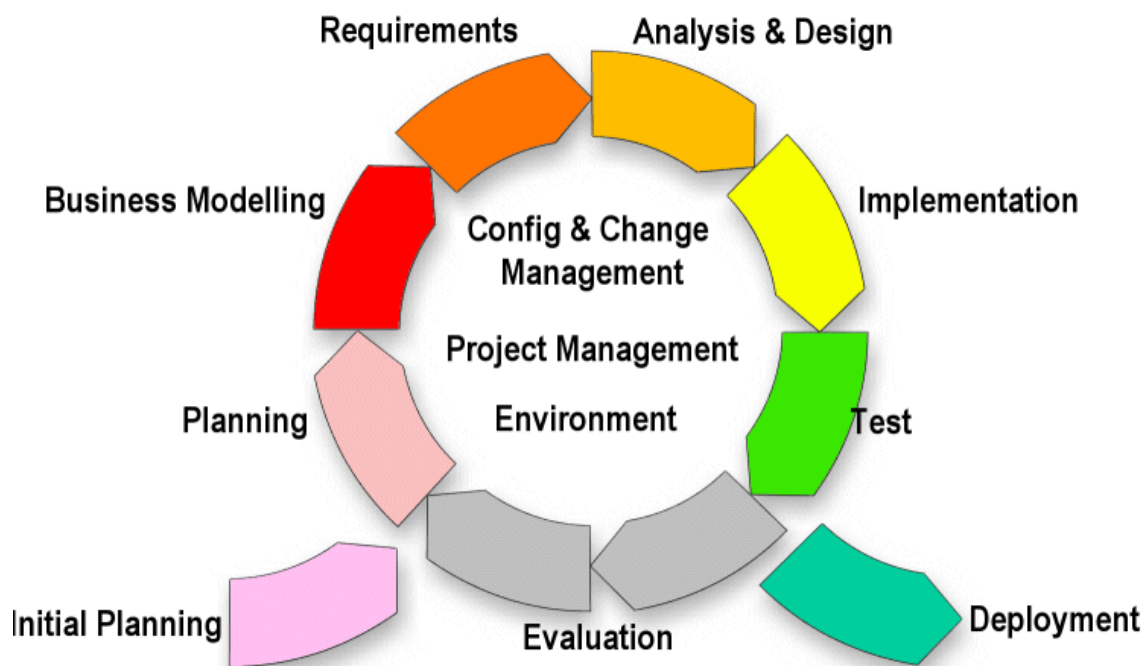 Requirements
Analysis & Design
Business Modelling
Implementation
Config & Change
Management
Project Management
Environment
Planning
Test
Initial Planning
Evaluation
Deployment